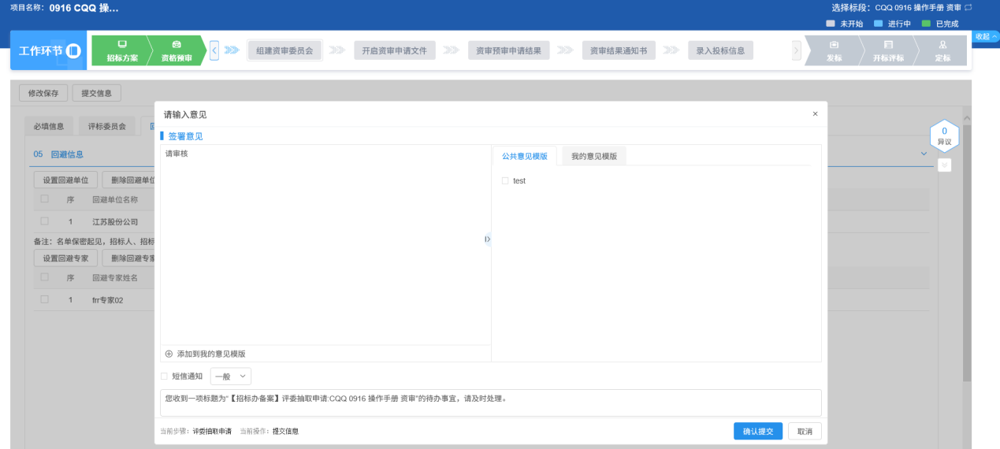 项目名称: 0916 CQQ 操...
选择标段: CQQ 0916 操作手册 资审
未开始 进行中 已完成
收起
工作环节
招标方案
资格预审
组建资审委员会
开启资审申请文件
资审预审申请结果
资审结果通知书
录入投标信息
发标
开标评标
定标
修改保存
提交信息
必填信息
评标委员会
0
异议
05 回避信息
设置回避单位
删除回避单位
序 回避单位名称
1 江苏股份公司
备注: 名单保密起见，招标人、招标
设置回避专家
删除回避专家
序 回避专家姓名
1 frr专家02
请输入意见
×
签署意见
请审核
公共意见模版
我的意见模版
test
添加到我的意见模版
短信通知 一般
您收到一项标题为“【招标办备案】评委抽取申请:CQQ 0916 操作手册 资审”的待办事宜，请及时处理。
当前步骤: 评委抽取申请 当前操作: 提交信息
确认提交
取消